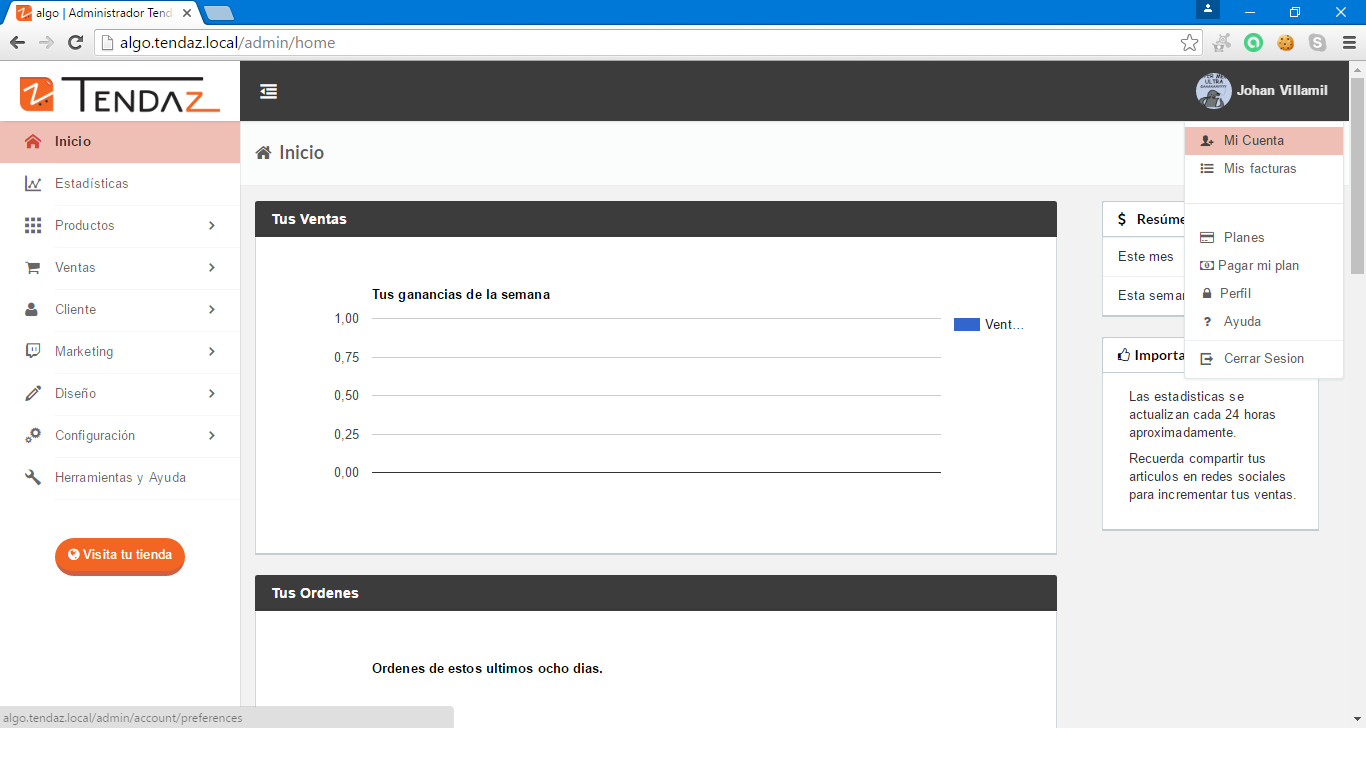 algo | Administrador Tend
algo.tendaz.local/admin/home
TENDAZ
Johan Villamil
Inicio
Estadísticas
Productos
Ventas
Cliente
Marketing
Diseño
Configuración
Herramientas y Ayuda
Visita tu tienda
Inicio
Mi Cuenta
Mis facturas
Planes
Pagar mi plan
Perfil
Ayuda
Cerrar Sesion
Tus Ventas
Tus ganancias de la semana
1,00
0,75
0,50
0,25
0,00
Vent...
$ Resúme
Este mes
Esta semar
Importa
Las estadisticas se
actualizan cada 24 horas
aproximadamente.
Recuerda compartir tus
articulos en redes sociales
para incrementar tus ventas.
Tus Ordenes
Ordenes de estos ultimos ocho dias.
algo.tendaz.local/admin/account/preferences